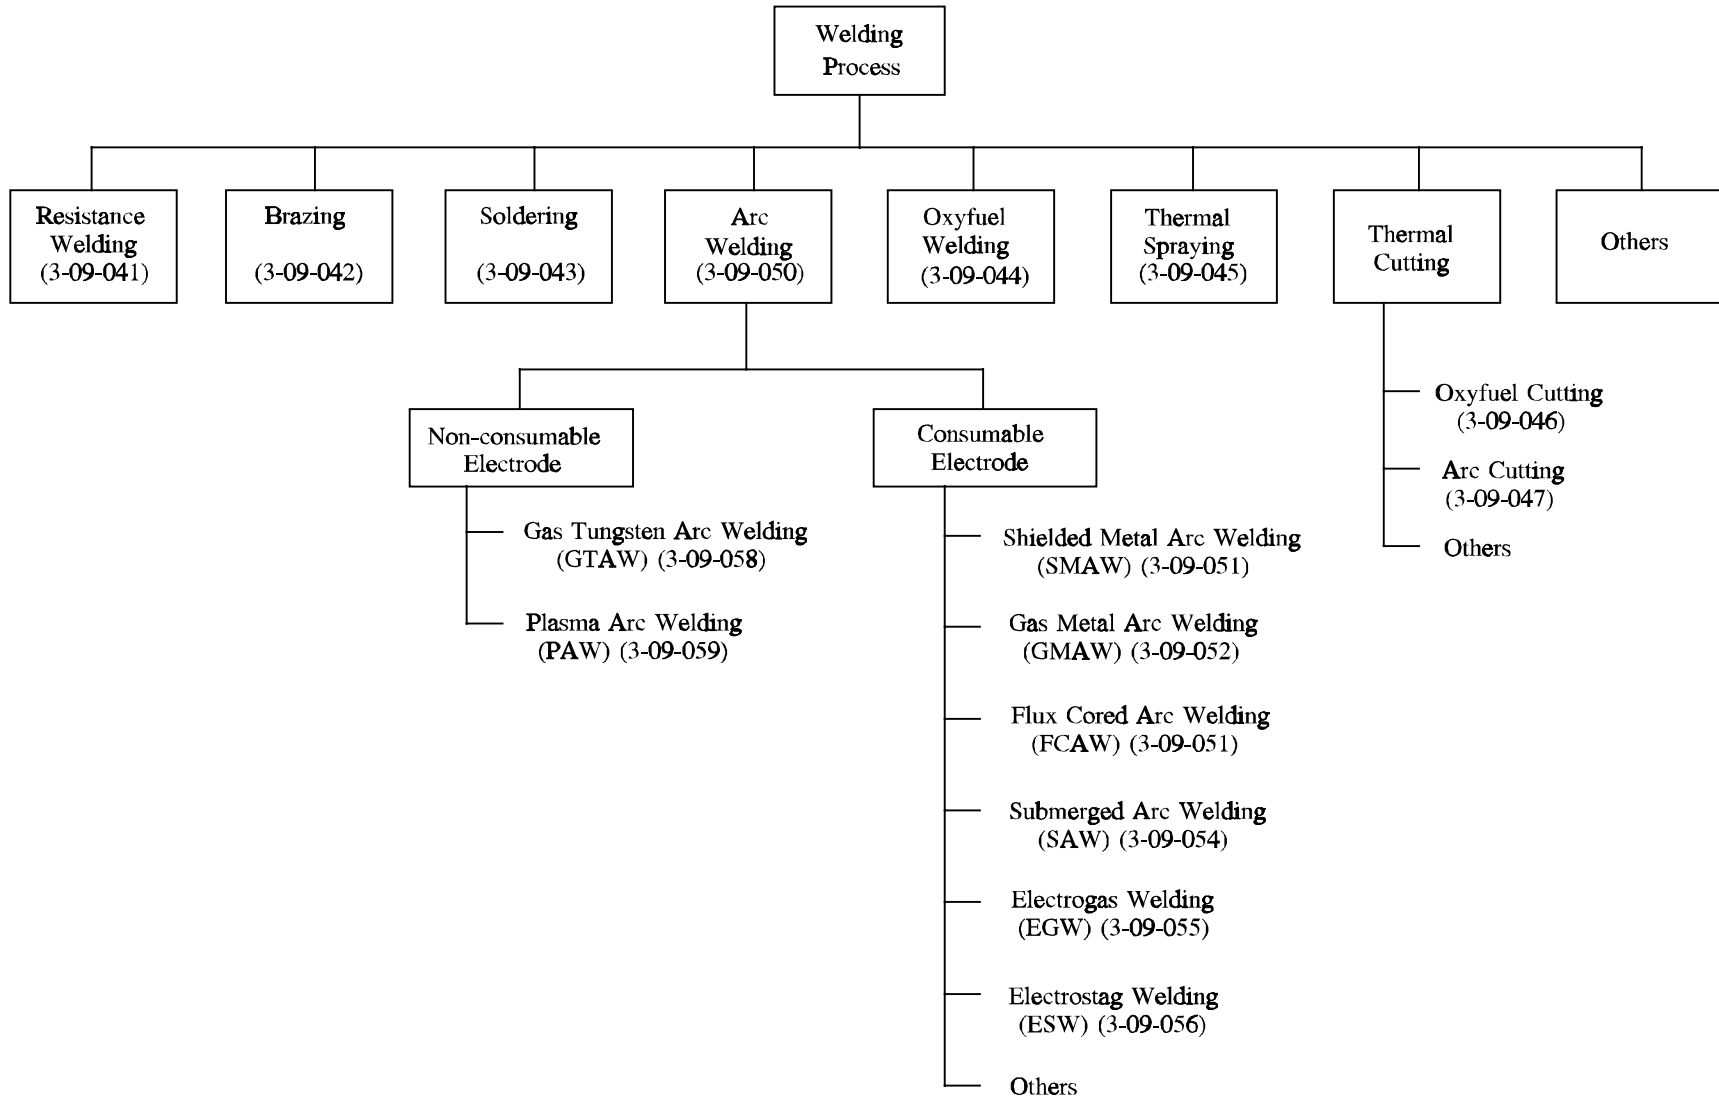 Welding
Process
Resistance
Welding
(3-09-041)
Brazing
(3-09-042)
Soldering
(3-09-043)
Arc
Welding
(3-09-050)
Oxyfuel
Welding
(3-09-044)
Thermal
Spraying
(3-09-045)
Thermal
Cutting
Others
Non-consumable
Electrode
Gas Tungsten Arc Welding
(GTAW) (3-09-058)
Plasma Arc Welding
(PAW) (3-09-059)
Consumable
Electrode
Shielded Metal Arc Welding
(SMAW) (3-09-051)
Gas Metal Arc Welding
(GMAW) (3-09-052)
Flux Cored Arc Welding
(FCAW) (3-09-051)
Submerged Arc Welding
(SAW) (3-09-054)
Electrogas Welding
(EGW) (3-09-055)
Electrostag Welding
(ESW) (3-09-056)
Others
Oxyfuel Cutting
(3-09-046)
Arc Cutting
(3-09-047)
Others